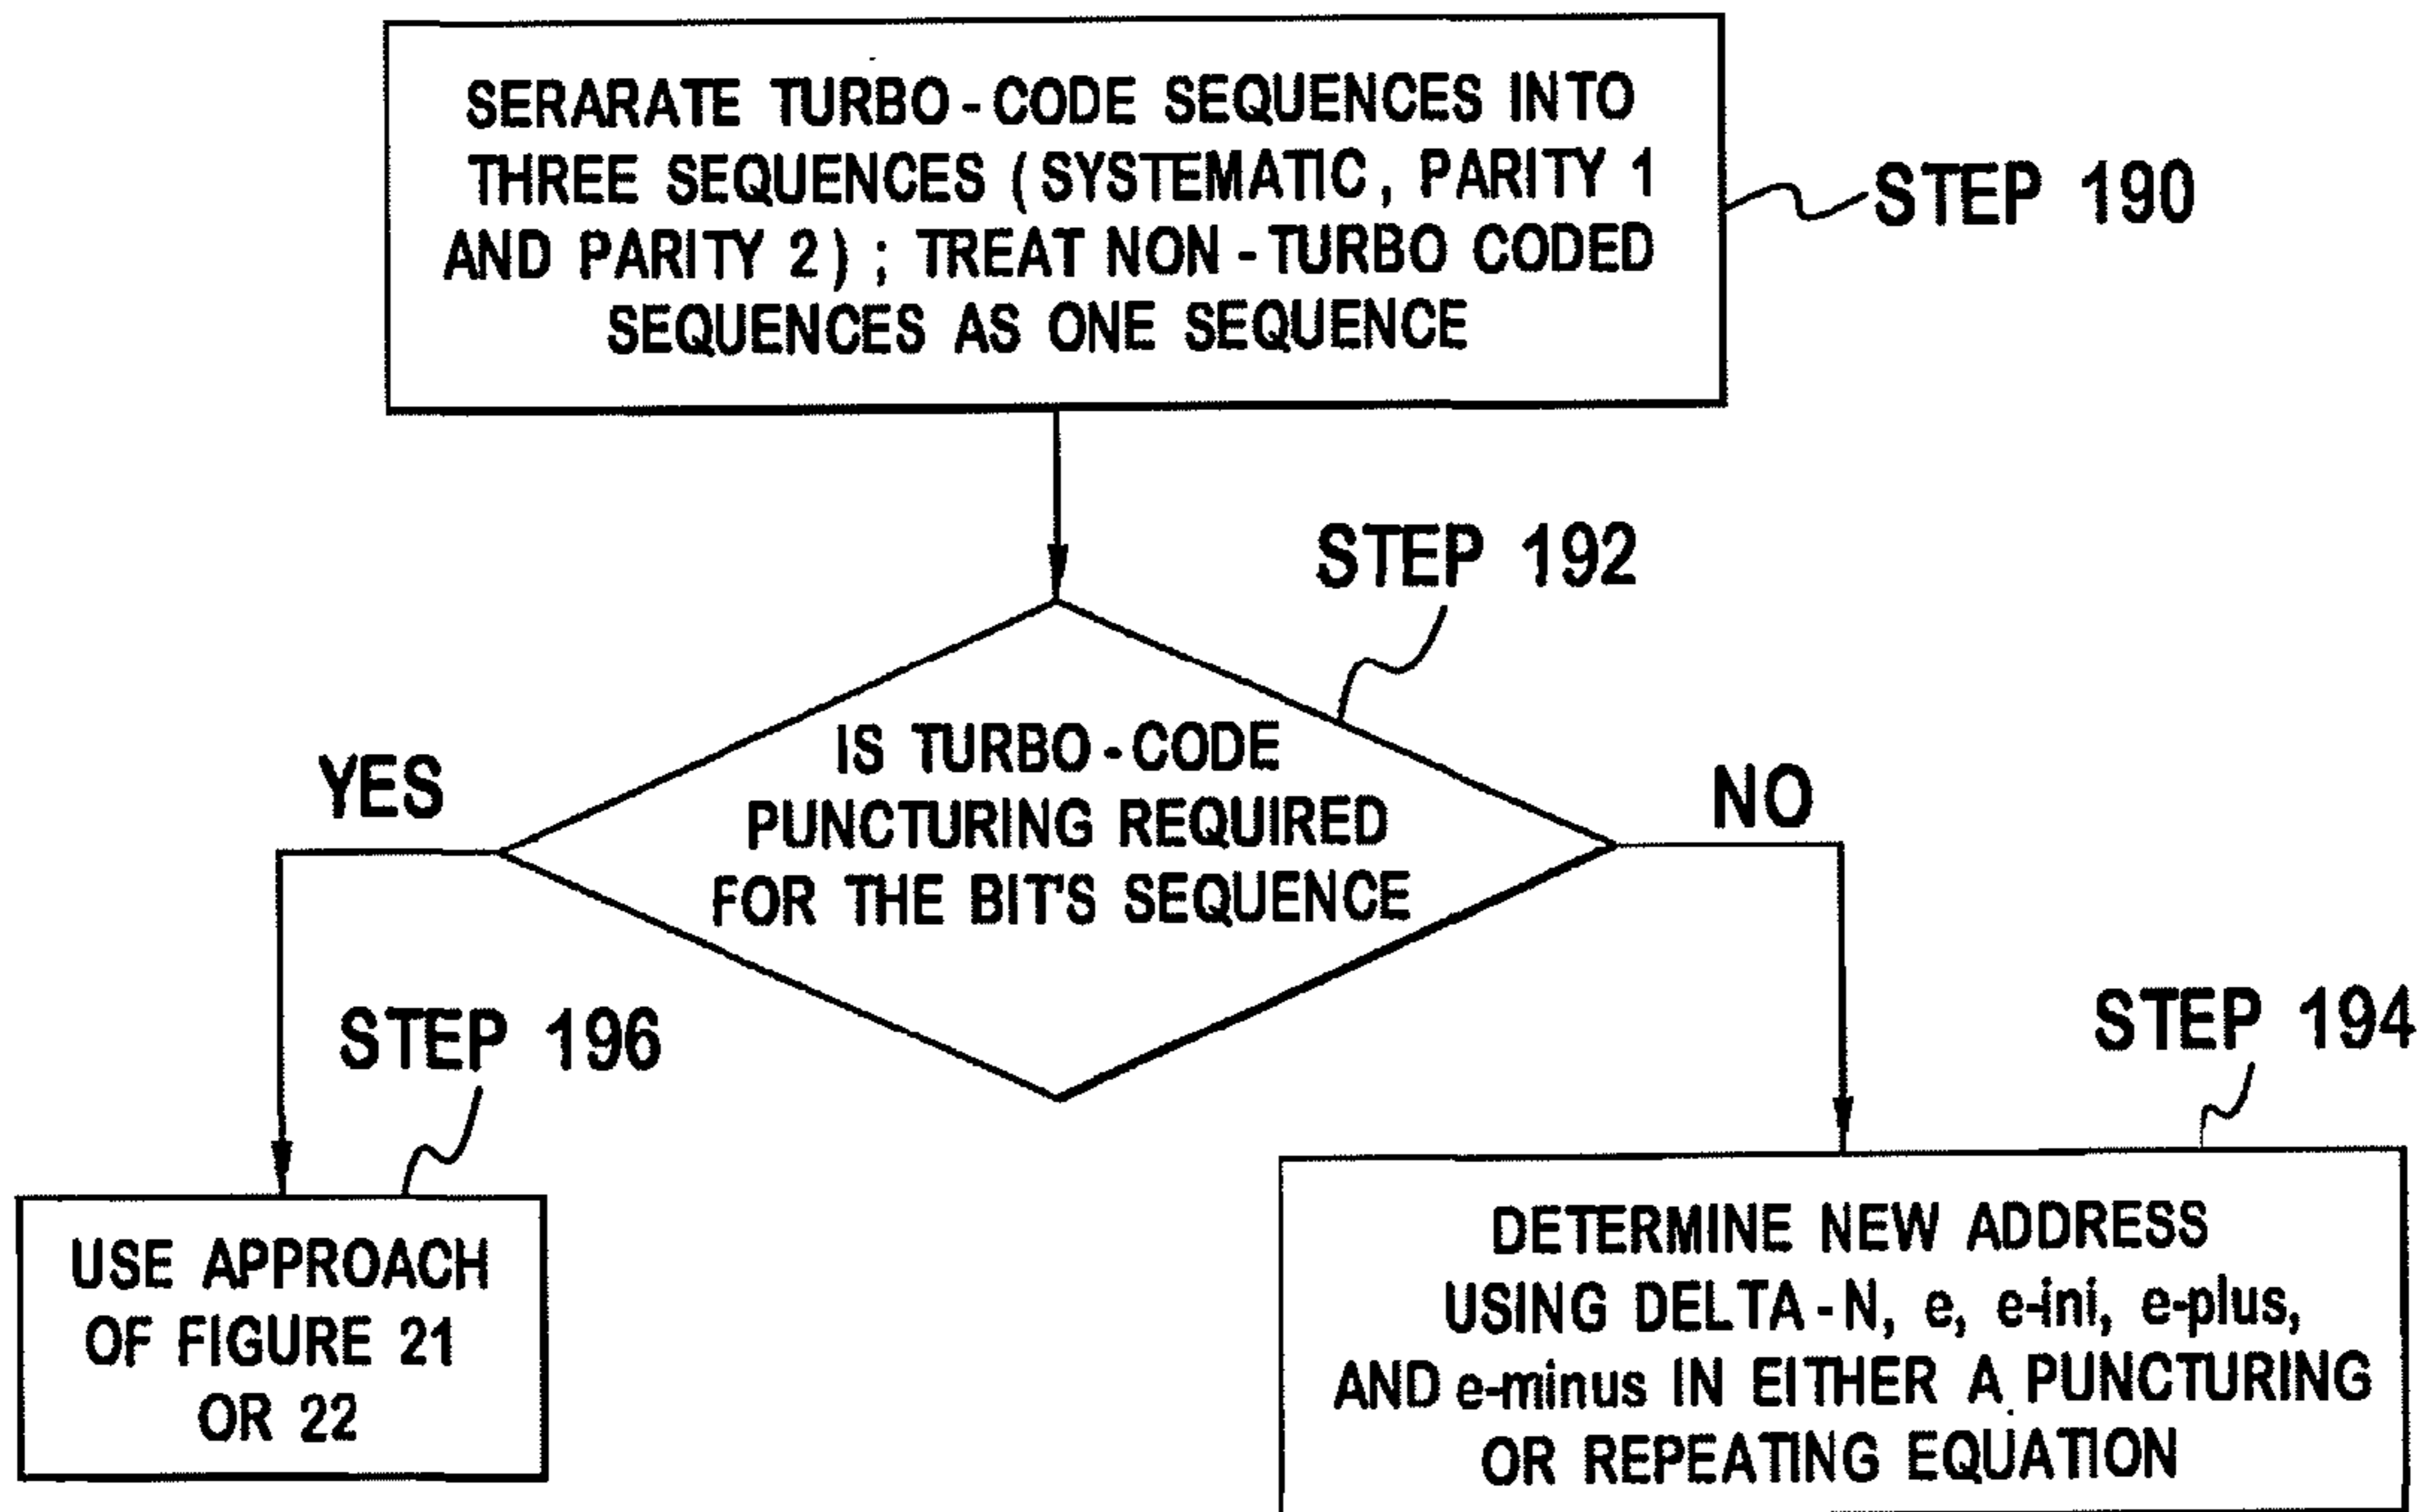 SERARATE TURBO-CODE SEQUENCES INTO
THREE SEQUENCES (SYSTEMATIC, PARITY 1
AND PARITY 2); TREAT NON-TURBO CODED
SEQUENCES AS ONE SEQUENCE
STEP 190
STEP 192
IS TURBO-CODE
PUNCTURING REQUIRED
FOR THE BIT'S SEQUENCE
YES
NO
STEP 196
USE APPROACH
OF FIGURE 21
OR 22
STEP 194
DETERMINE NEW ADDRESS
USING DELTA-N, e, e-ini, e-plus,
AND e-minus IN EITHER A PUNCTURING
OR REPEATING EQUATION